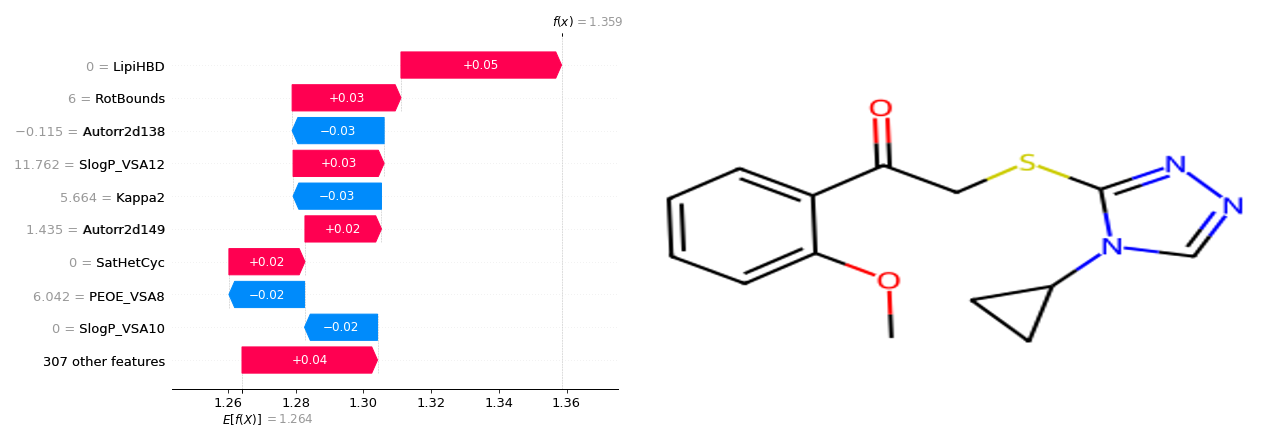 f(x) = 1.359
0 = LipiHBD
+0.05
6 = RotBounds
+0.03
−0.115 = Autorr2d138
−0.03
11.762 = SlogP_VSA12
+0.03
5.664 = Kappa2
−0.03
1.435 = Autorr2d149
+0.02
0 = SatHetCyc
+0.02
6.042 = PEOE_VSA8
−0.02
0 = SlogP_VSA10
−0.02
307 other features
+0.04
1.26 1.28 1.30 1.32 1.34 1.36
E[f(X)] = 1.264
O
S
N
N
N
O